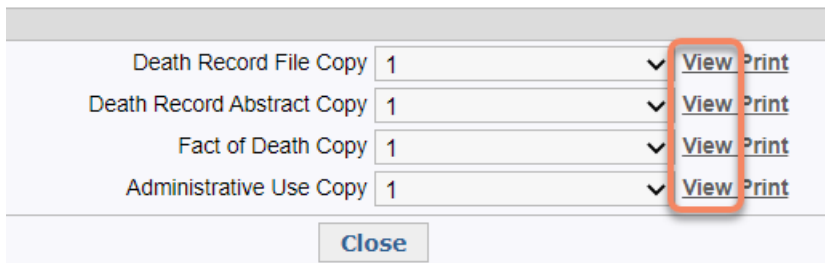 Death Record File Copy 1 View Print
Death Record Abstract Copy 1 View Print
Fact of Death Copy 1 View Print
Administrative Use Copy 1 View Print
Close